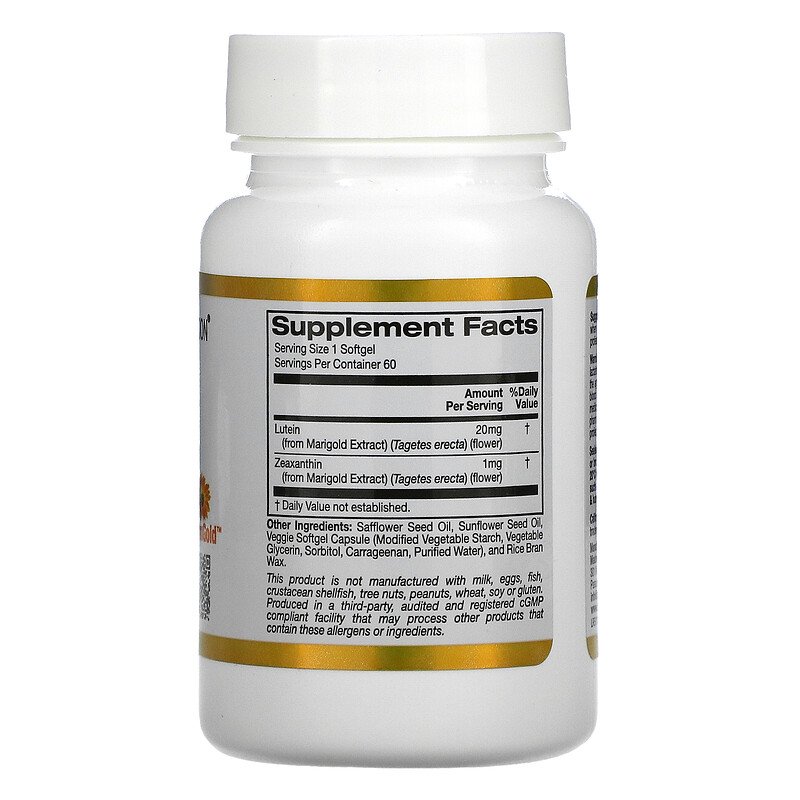 Supplement Facts
Serving Size 1 Softgel
Servings Per Container 60
Amount %Daily
Per Serving Value
Lutein 20mg †
(from Marigold Extract) (Tagetes erecta) (flower)
Zeaxanthin 1mg †
(from Marigold Extract) (Tagetes erecta) (flower)
† Daily Value not established.
Other Ingredients: Safflower Seed Oil, Sunflower Seed Oil,
Veggie Softgel Capsule (Modified Vegetable Starch, Vegetable
Glycerin, Sorbitol, Carrageenan, Purified Water), and Rice Bran
Wax.
This product is not manufactured with milk, eggs, fish,
crustacean shellfish, tree nuts, peanuts, wheat, soy or gluten.
Produced in a third-party, audited and registered cGMP
compliant facility that may process other products that
contain these allergens or ingredients.
Gold™